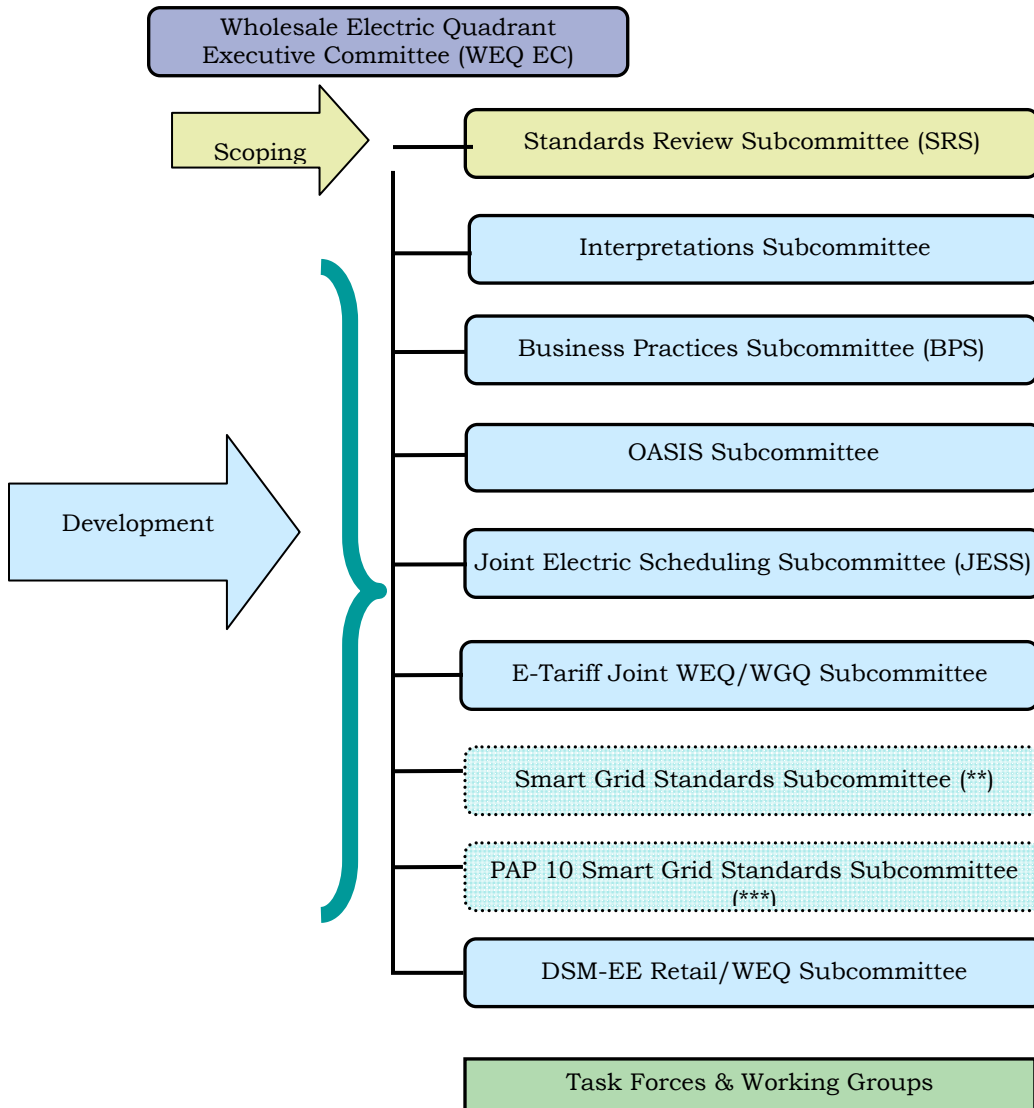 Wholesale Electric Quadrant
Executive Committee (WEQ EC)
Scoping
Standards Review Subcommittee (SRS)
Interpretations Subcommittee
Business Practices Subcommittee (BPS)
OASIS Subcommittee
Development
Joint Electric Scheduling Subcommittee (JESS)
E-Tariff Joint WEQ/WGQ Subcommittee
Smart Grid Standards Subcommittee (**)
PAP 10 Smart Grid Standards Subcommittee
(***)
DSM-EE Retail/WEQ Subcommittee
Task Forces & Working Groups